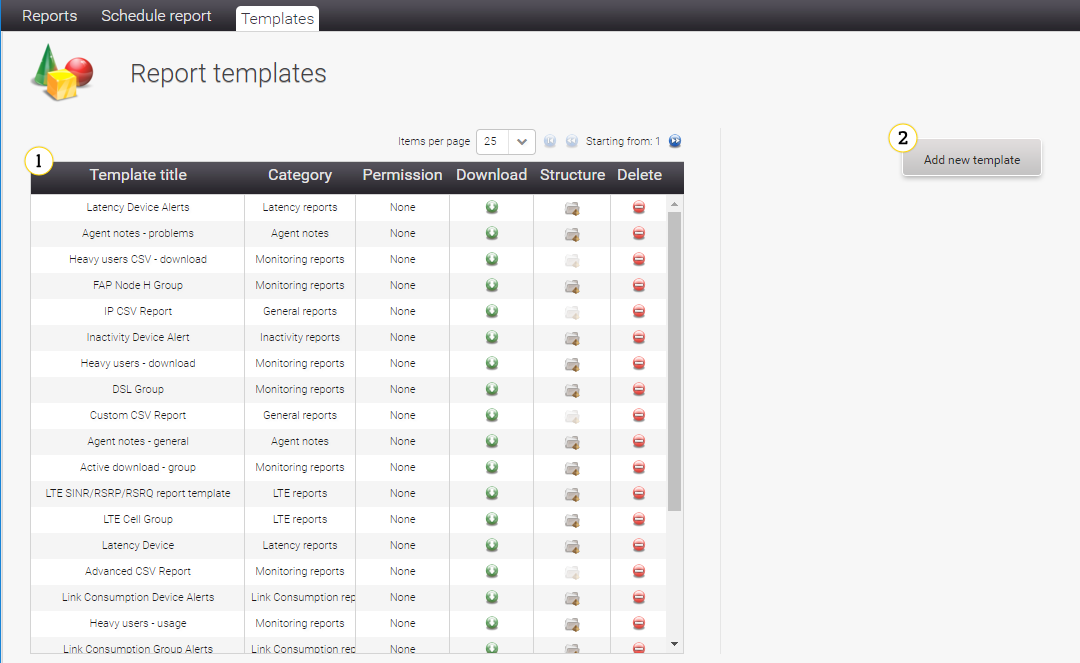 Reports Schedule report Templates
Report templates
Items per page 25 Starting from: 1
1
2
Add new template
Template title Category Permission Download Structure Delete
Latency Device Alerts Latency reports None
Agent notes - problems Agent notes None
Heavy users CSV - download Monitoring reports None
FAP Node H Group Monitoring reports None
IP CSV Report General reports None
Inactivity Device Alert Inactivity reports None
Heavy users - download Monitoring reports None
DSL Group Monitoring reports None
Custom CSV Report General reports None
Agent notes - general Agent notes None
Active download - group Monitoring reports None
LTE SINR/RSRP/RSRQ report template LTE reports None
LTE Cell Group LTE reports None
Latency Device Latency reports None
Advanced CSV Report Monitoring reports None
Link Consumption Device Alerts Link Consumption rep None
Heavy users - usage Monitoring reports None
Link Consumption Group Alerts Link Consumption rep None